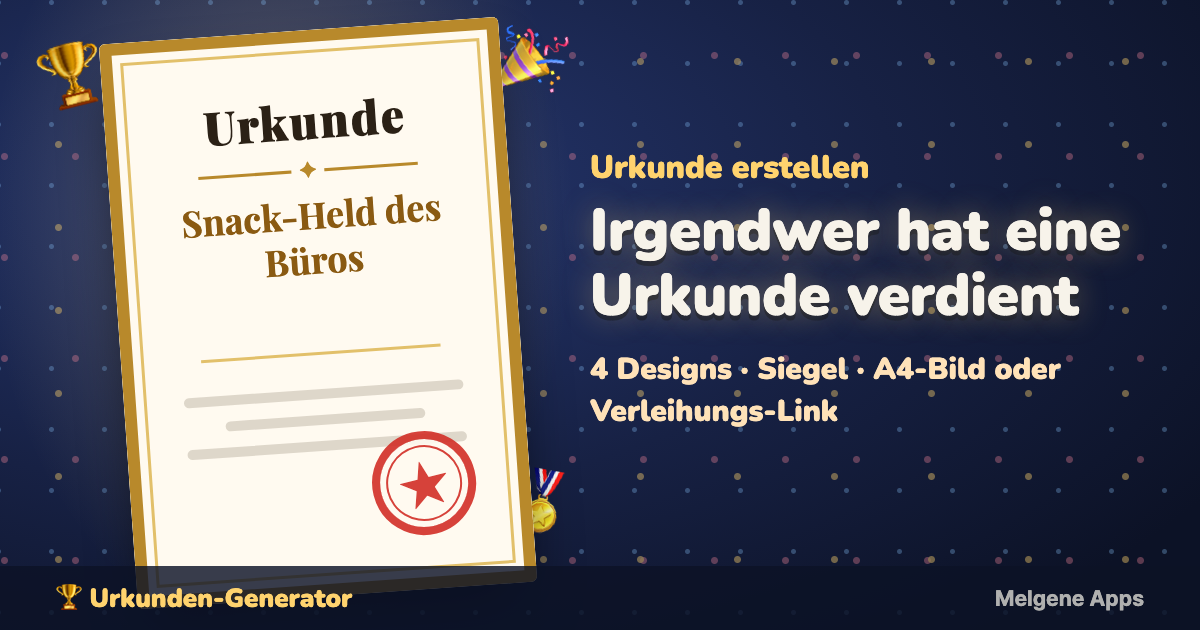 Urkunde
Snack-Held des
Büros
Urkunde erstellen
Irgendwer hat eine
Urkunde verdient
4 Designs · Siegel · A4-Bild oder
Verleihungs-Link
Urkunden-Generator
Melgene Apps